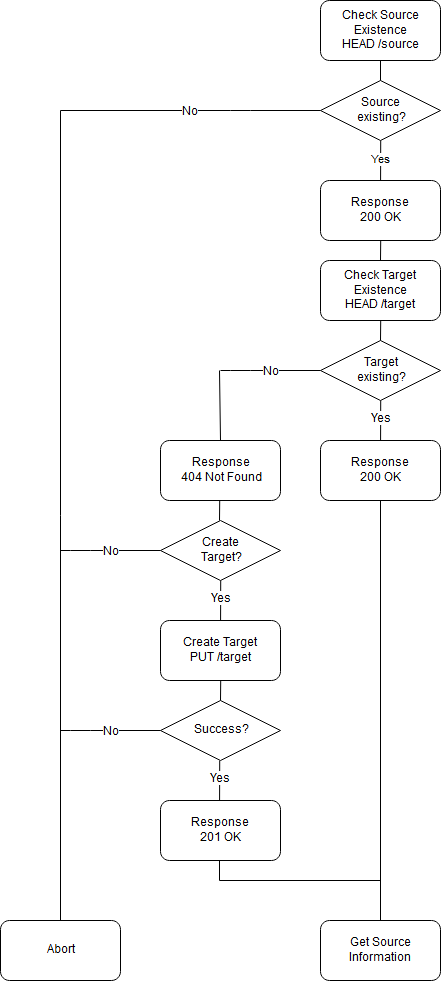 Check Source
Existence
HEAD /source
No
Source
existing?
Yes
Response
200 OK
Check Target
Existence
HEAD /target
No
Target
existing?
Yes
Response
404 Not Found
Response
200 OK
No
Create
Target?
Yes
Create Target
PUT /target
No
Success?
Yes
Response
201 OK
Abort
Get Source
Information